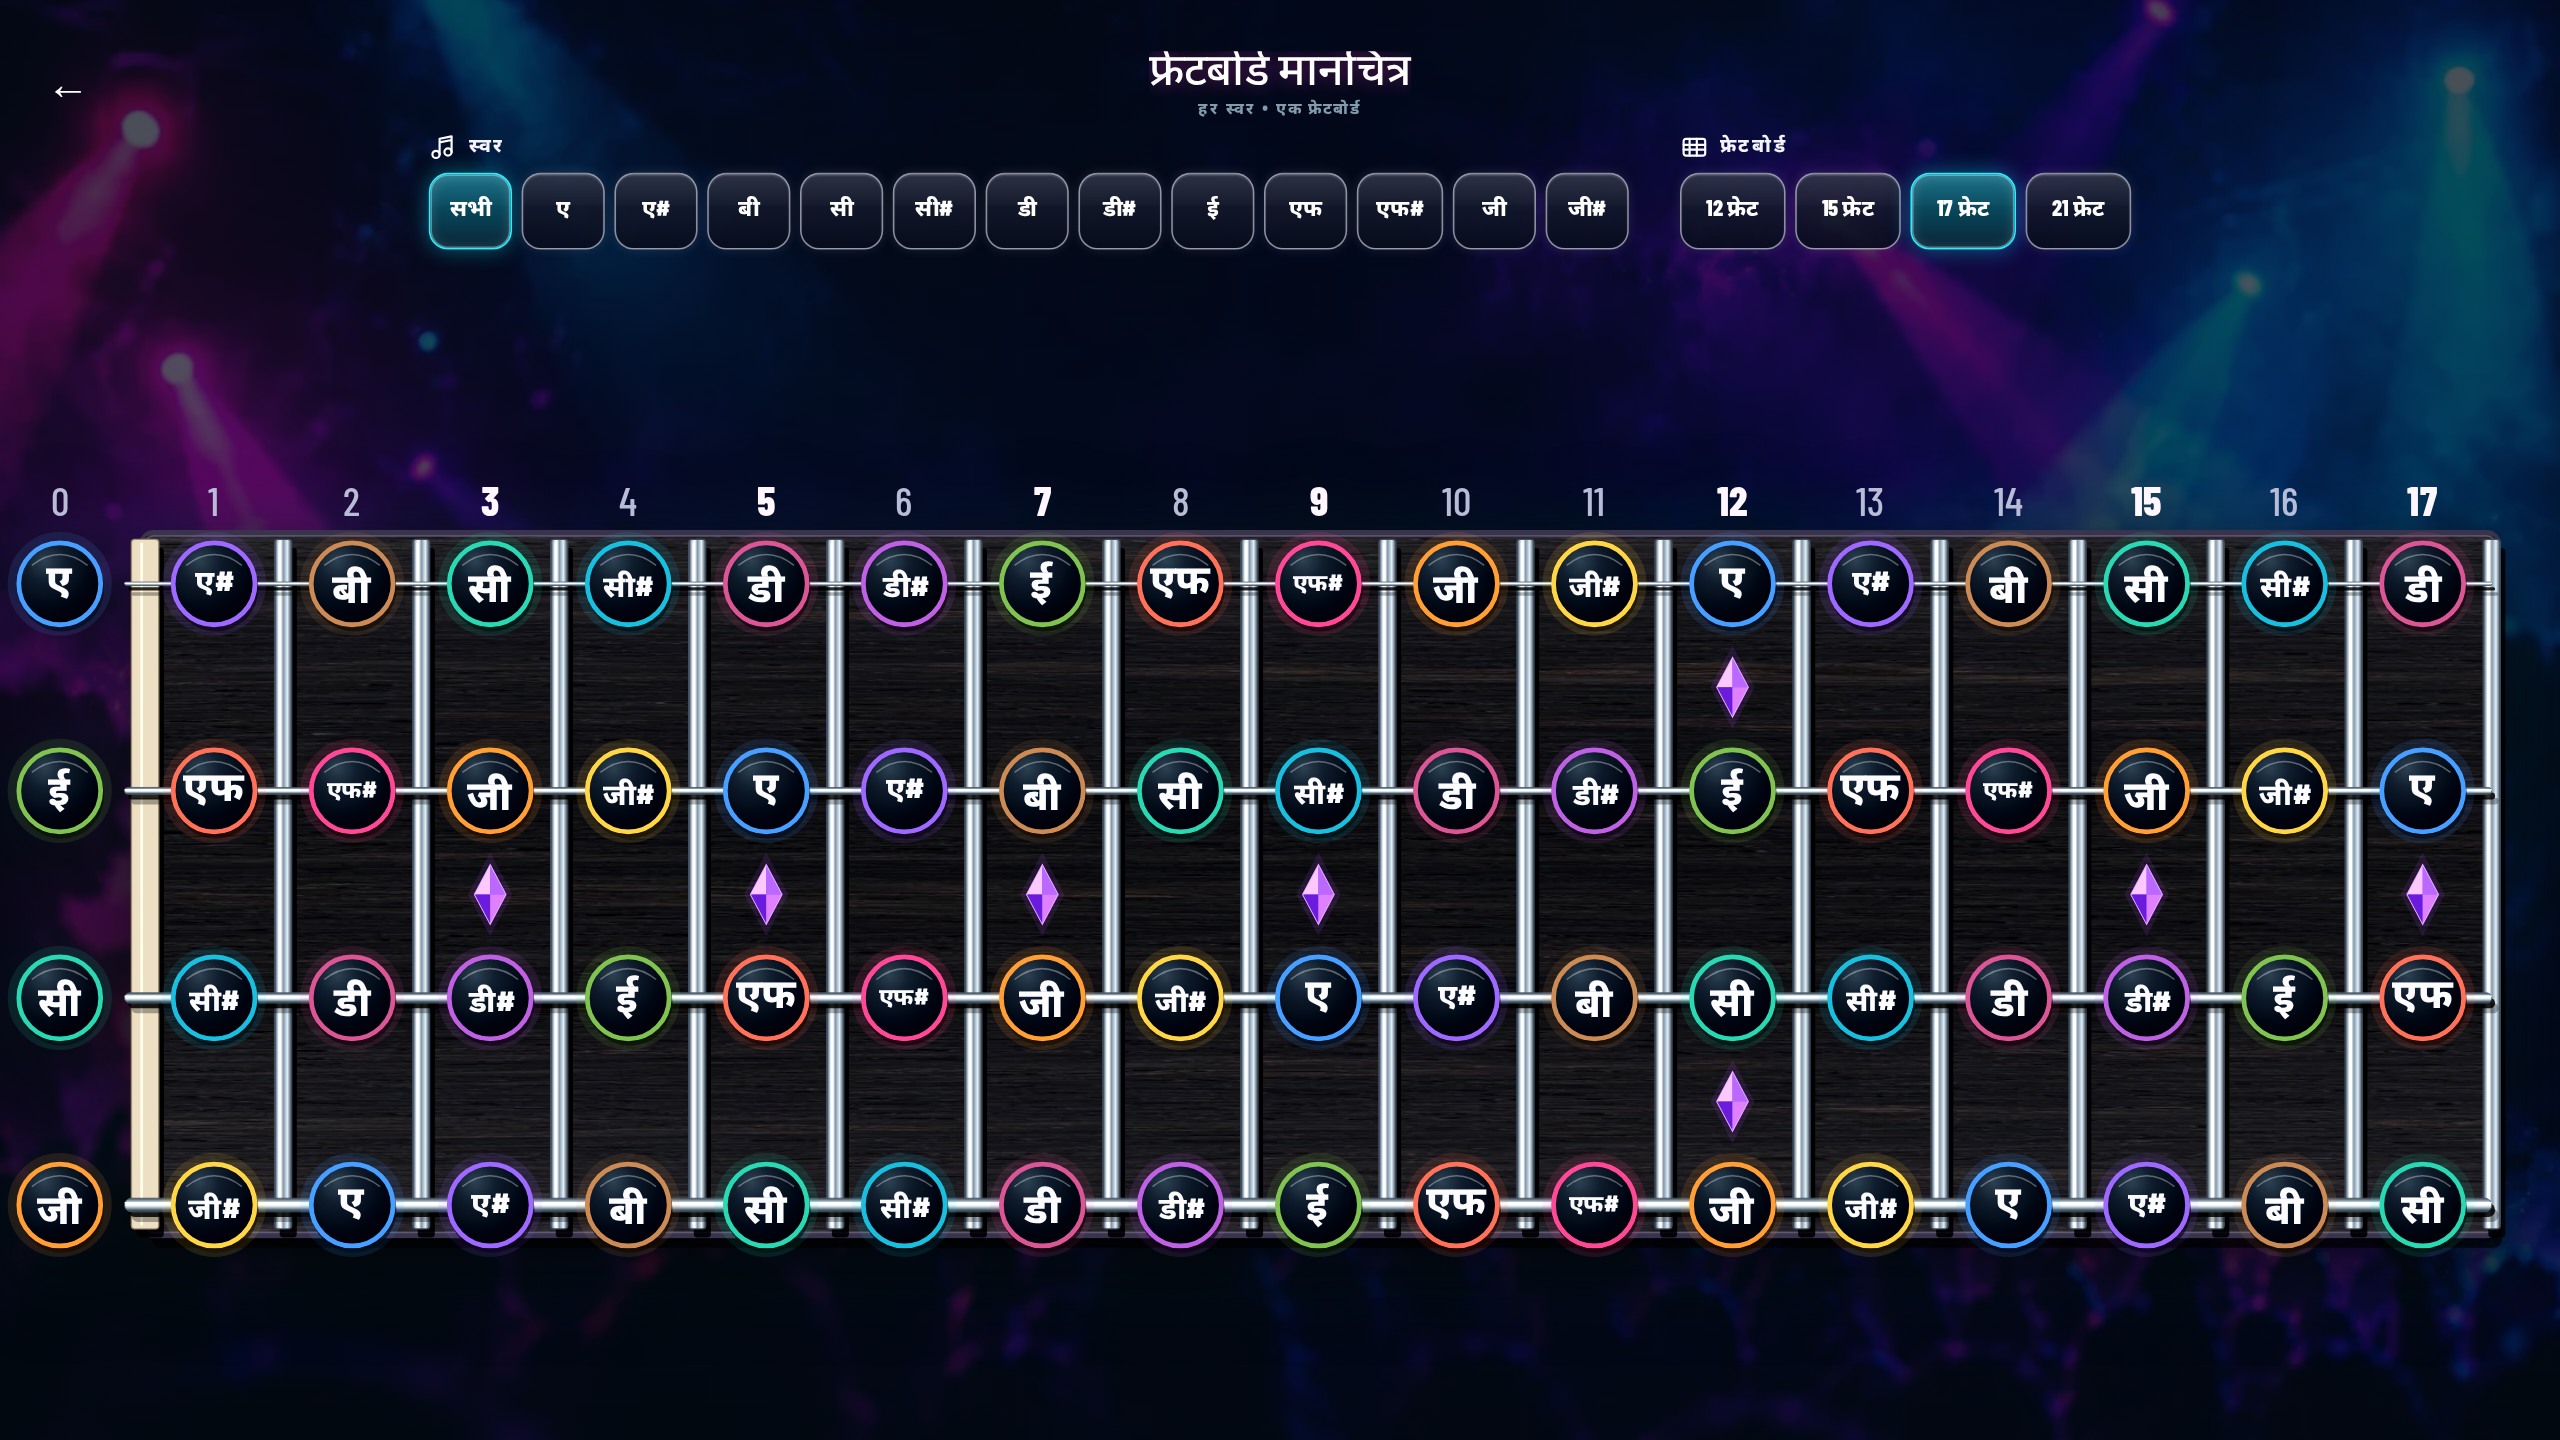 ←
फ्रेटबोर्ड मानचित्र
हर स्वर • एक फ्रेटबोर्ड
स्वर
फ्रेटबोर्ड
सभी ए ए# बी सी सी# डी डी# ई एफ एफ# जी जी# 12 फ्रेट 15 फ्रेट 17 फ्रेट 21 फ्रेट
0 1 2 3 4 5 6 7 8 9 10 11 12 13 14 15 16 17
ए ए# बी सी सी# डी डी# ई एफ एफ# जी जी# ए ए# बी सी सी# डी
ई एफ एफ# जी जी# ए ए# बी सी सी# डी डी# ई एफ एफ# जी जी# ए
सी सी# डी डी# ई एफ एफ# जी जी# ए ए# बी सी सी# डी डी# ई एफ
जी जी# ए ए# बी सी सी# डी डी# ई एफ एफ# जी जी# ए ए# बी सी